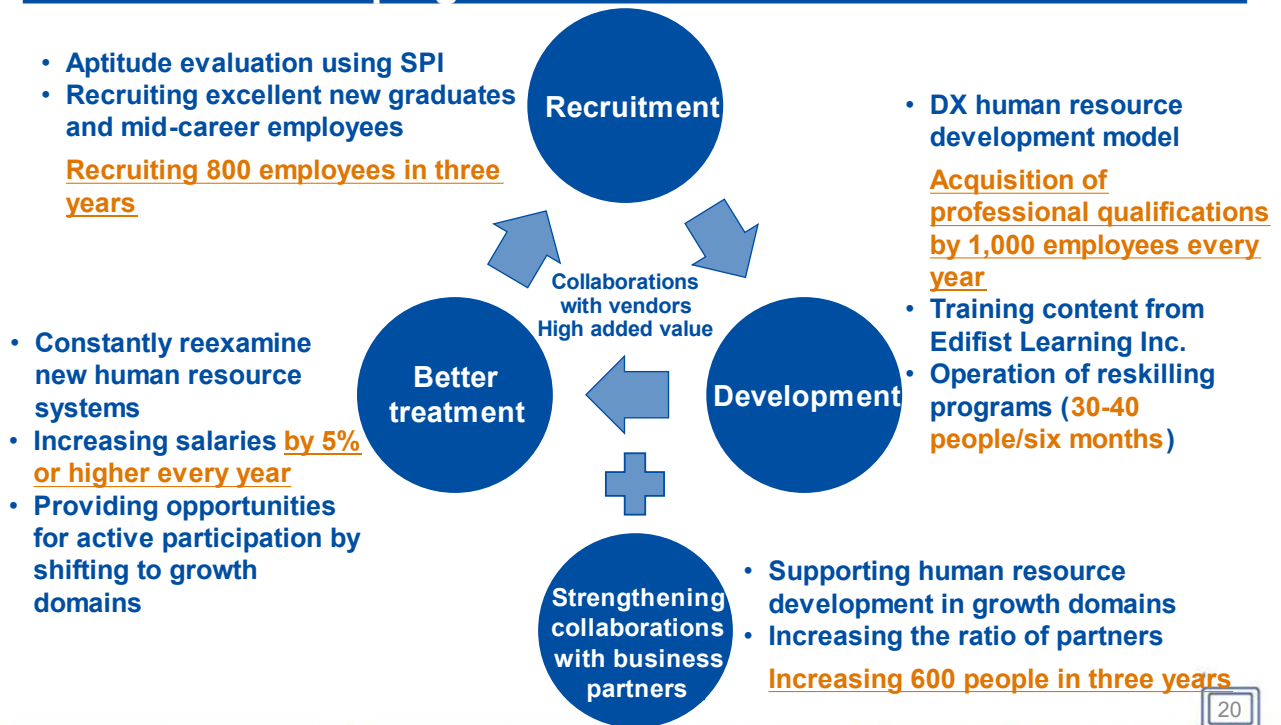 • Aptitude evaluation using SPI
• Recruiting excellent new graduates
and mid-career employees
Recruiting 800 employees in three
years
Recruitment
• DX human resource
development model
Acquisition of
professional qualifications
by 1,000 employees every
year
• Training content from
Edifist Learning Inc.
• Operation of reskilling
programs (30-40
people/six months)
Collaborations
with vendors
High added value
Development
Better
treatment
• Constantly reexamine
new human resource
systems
• Increasing salaries by 5%
or higher every year
• Providing opportunities
for active participation by
shifting to growth
domains
Strengthening
collaborations
with business
partners
• Supporting human resource
development in growth domains
• Increasing the ratio of partners
Increasing 600 people in three years
20